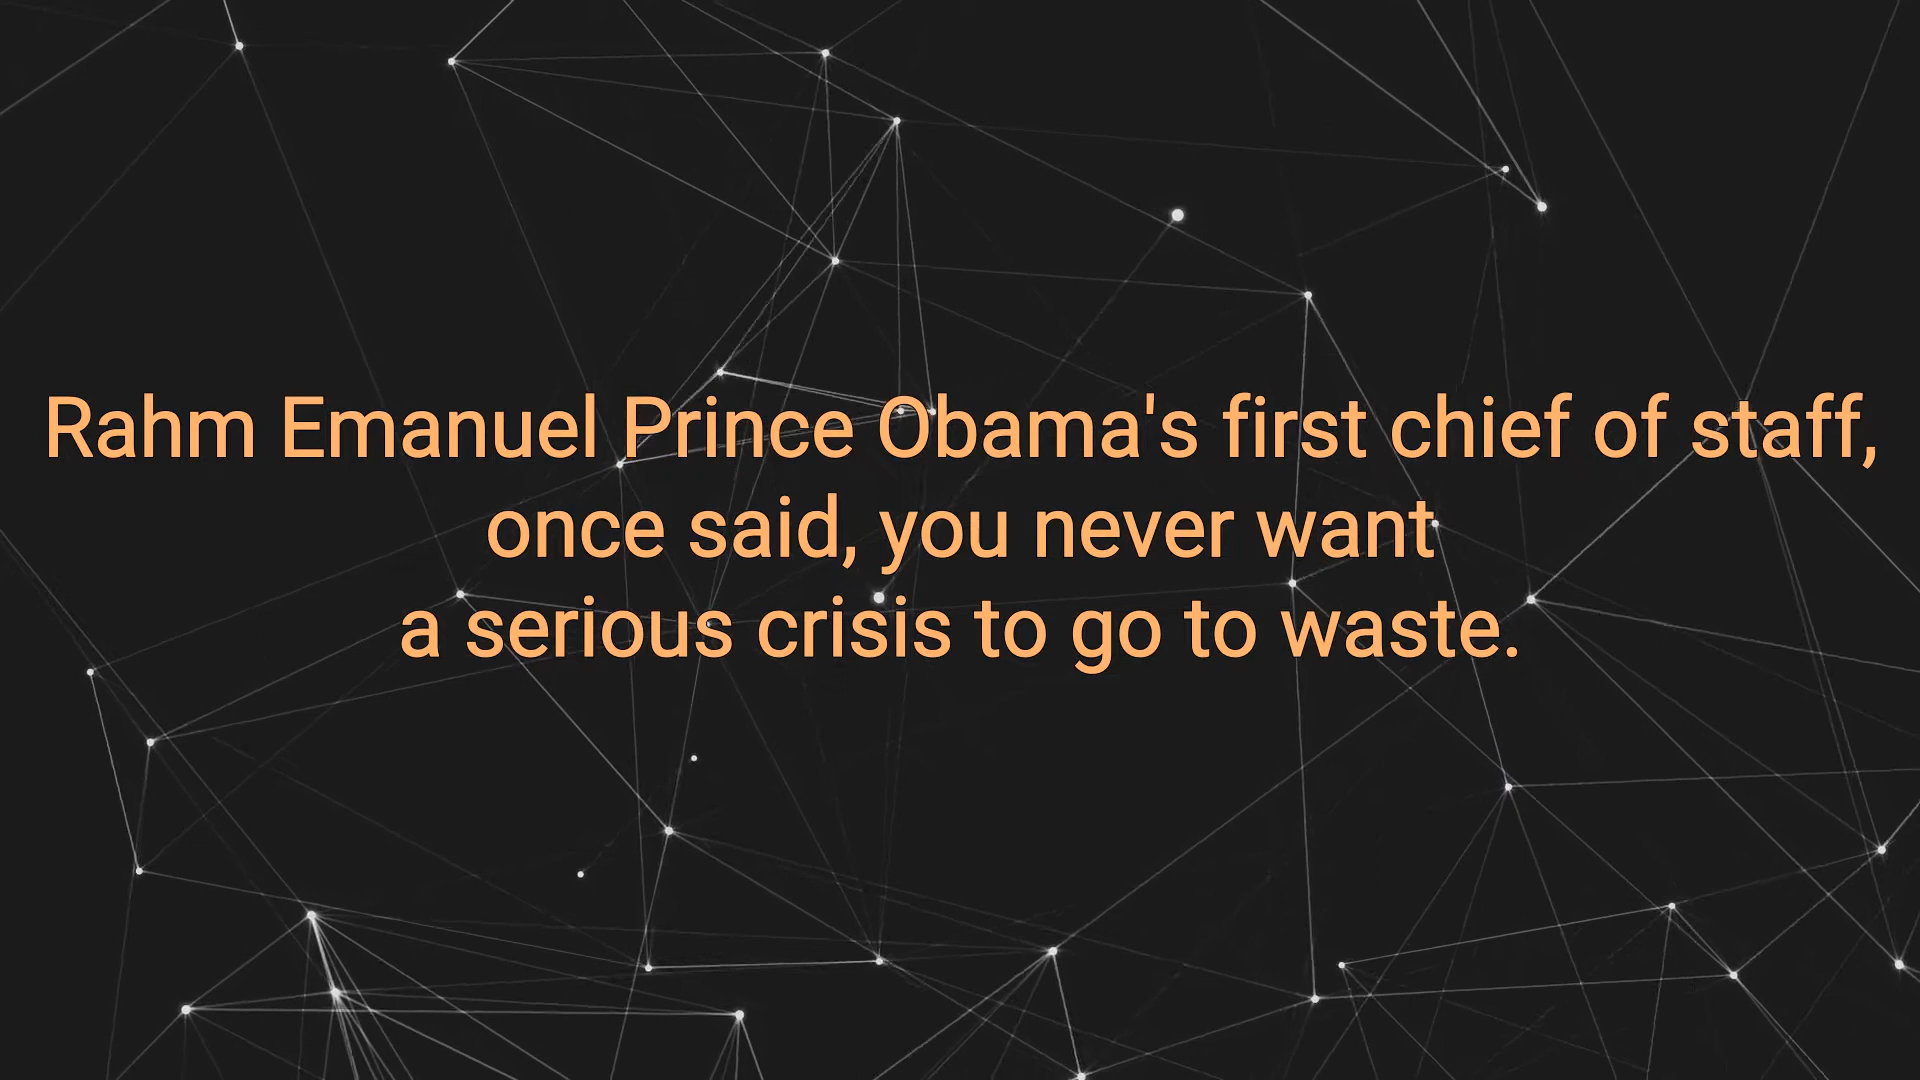 Rahm Emanuel Prince Obama's first chief of staff,
once said, you never want
a serious crisis to go to waste.